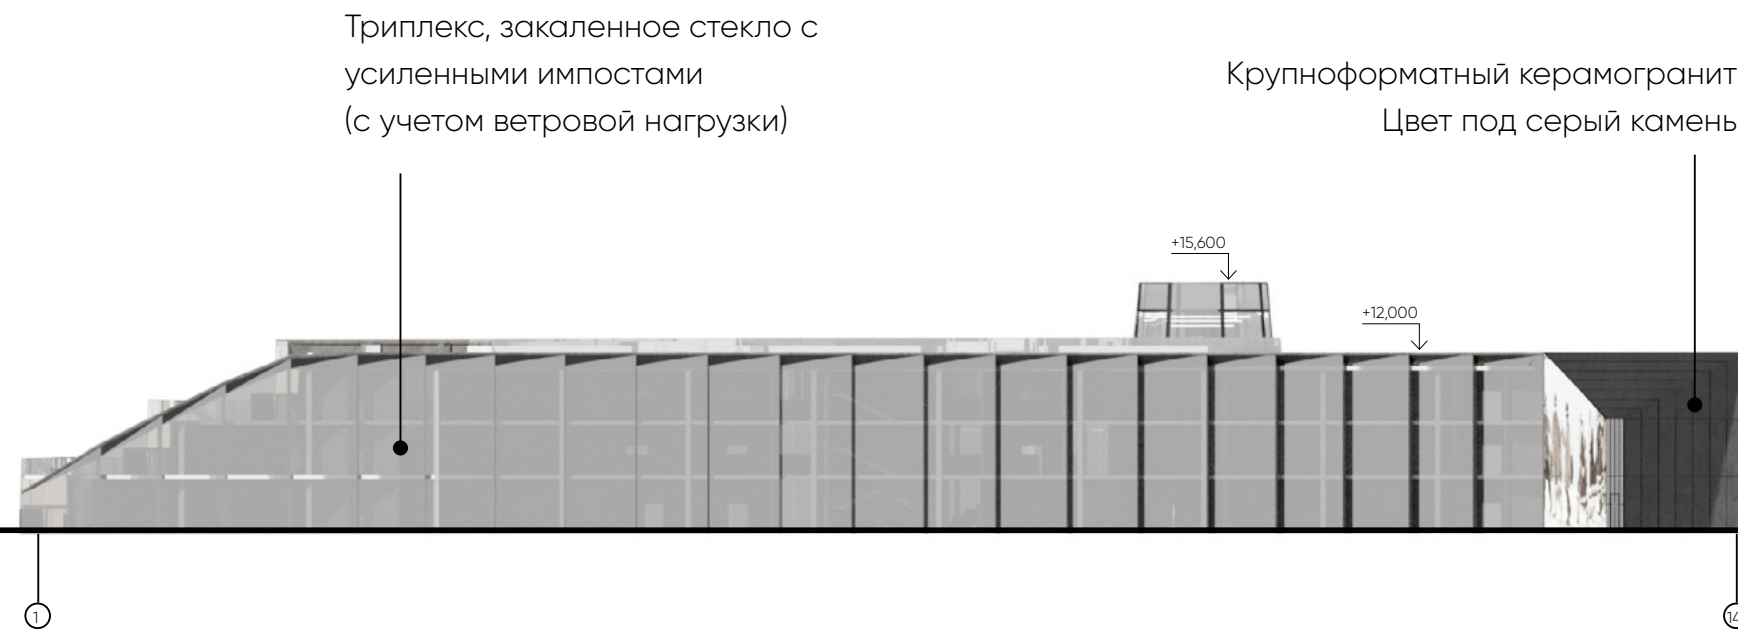 Триплекс, закаленное стекло с
усиленными импостами
(с учетом ветровой нагрузки)
Крупноформатный керамогранит
Цвет под серый камень
+15,600
+12,000
1
14